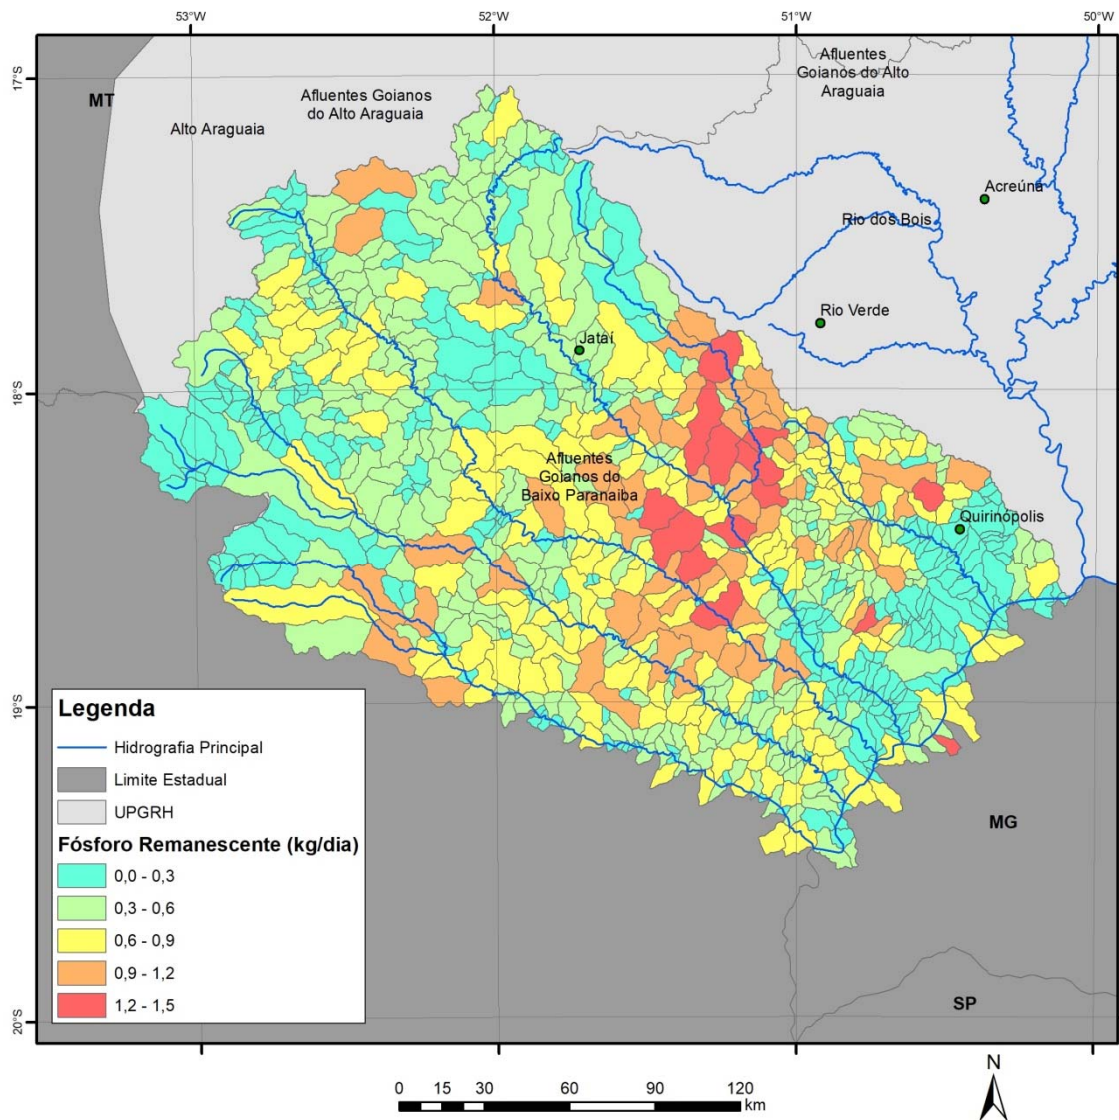 53°W
52°W
51°W
50°W
17°S
18°S
19°S
20°S
MT
Alto Araguaia
Afluentes Goianos
do Alto Araguaia
Afluentes
Goianos do Alto
Araguaia
Acreúna
Rio dos Bois
Rio Verde
Jataí
Afluentes
Goianos do
Baixo Paranaiba
Quirinópolis
MG
SP
Legenda
Hidrografia Principal
Limite Estadual
UPGRH
Fósforo Remanescente (kg/dia)
0,0 - 0,3
0,3 - 0,6
0,6 - 0,9
0,9 - 1,2
1,2 - 1,5
0 15 30 60 90 120
km
N